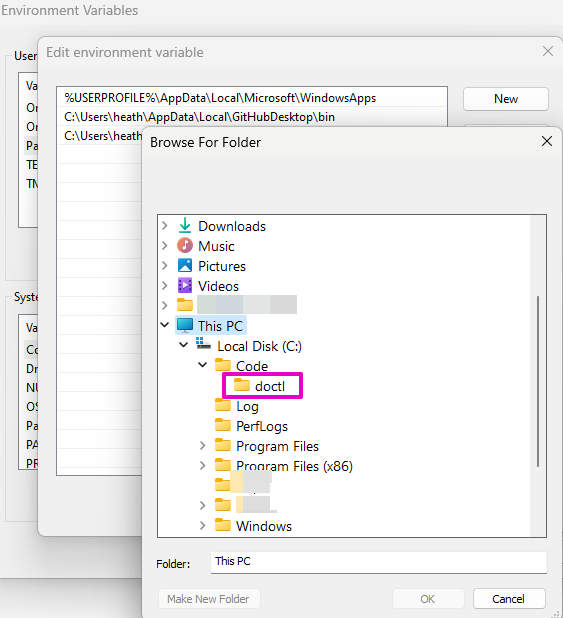 Environment Variables
User
Va
On
On
Pa
TE
TM
Syste
Va
Co
Dr
NU
OS
Pa
PA
PR
Edit environment variable
%USERPROFILE%\AppData\Local\Microsoft\WindowsApps
C:\Users\heath\AppData\Local\GitHubDesktop\bin
C:\Users\heath
New
Browse For Folder
Downloads
Music
Pictures
Videos
This PC
Local Disk (C:)
Code
doctl
Log
PerfLogs
Program Files
Program Files (x86)
Windows
Folder:
This PC
Make New Folder
OK
Cancel